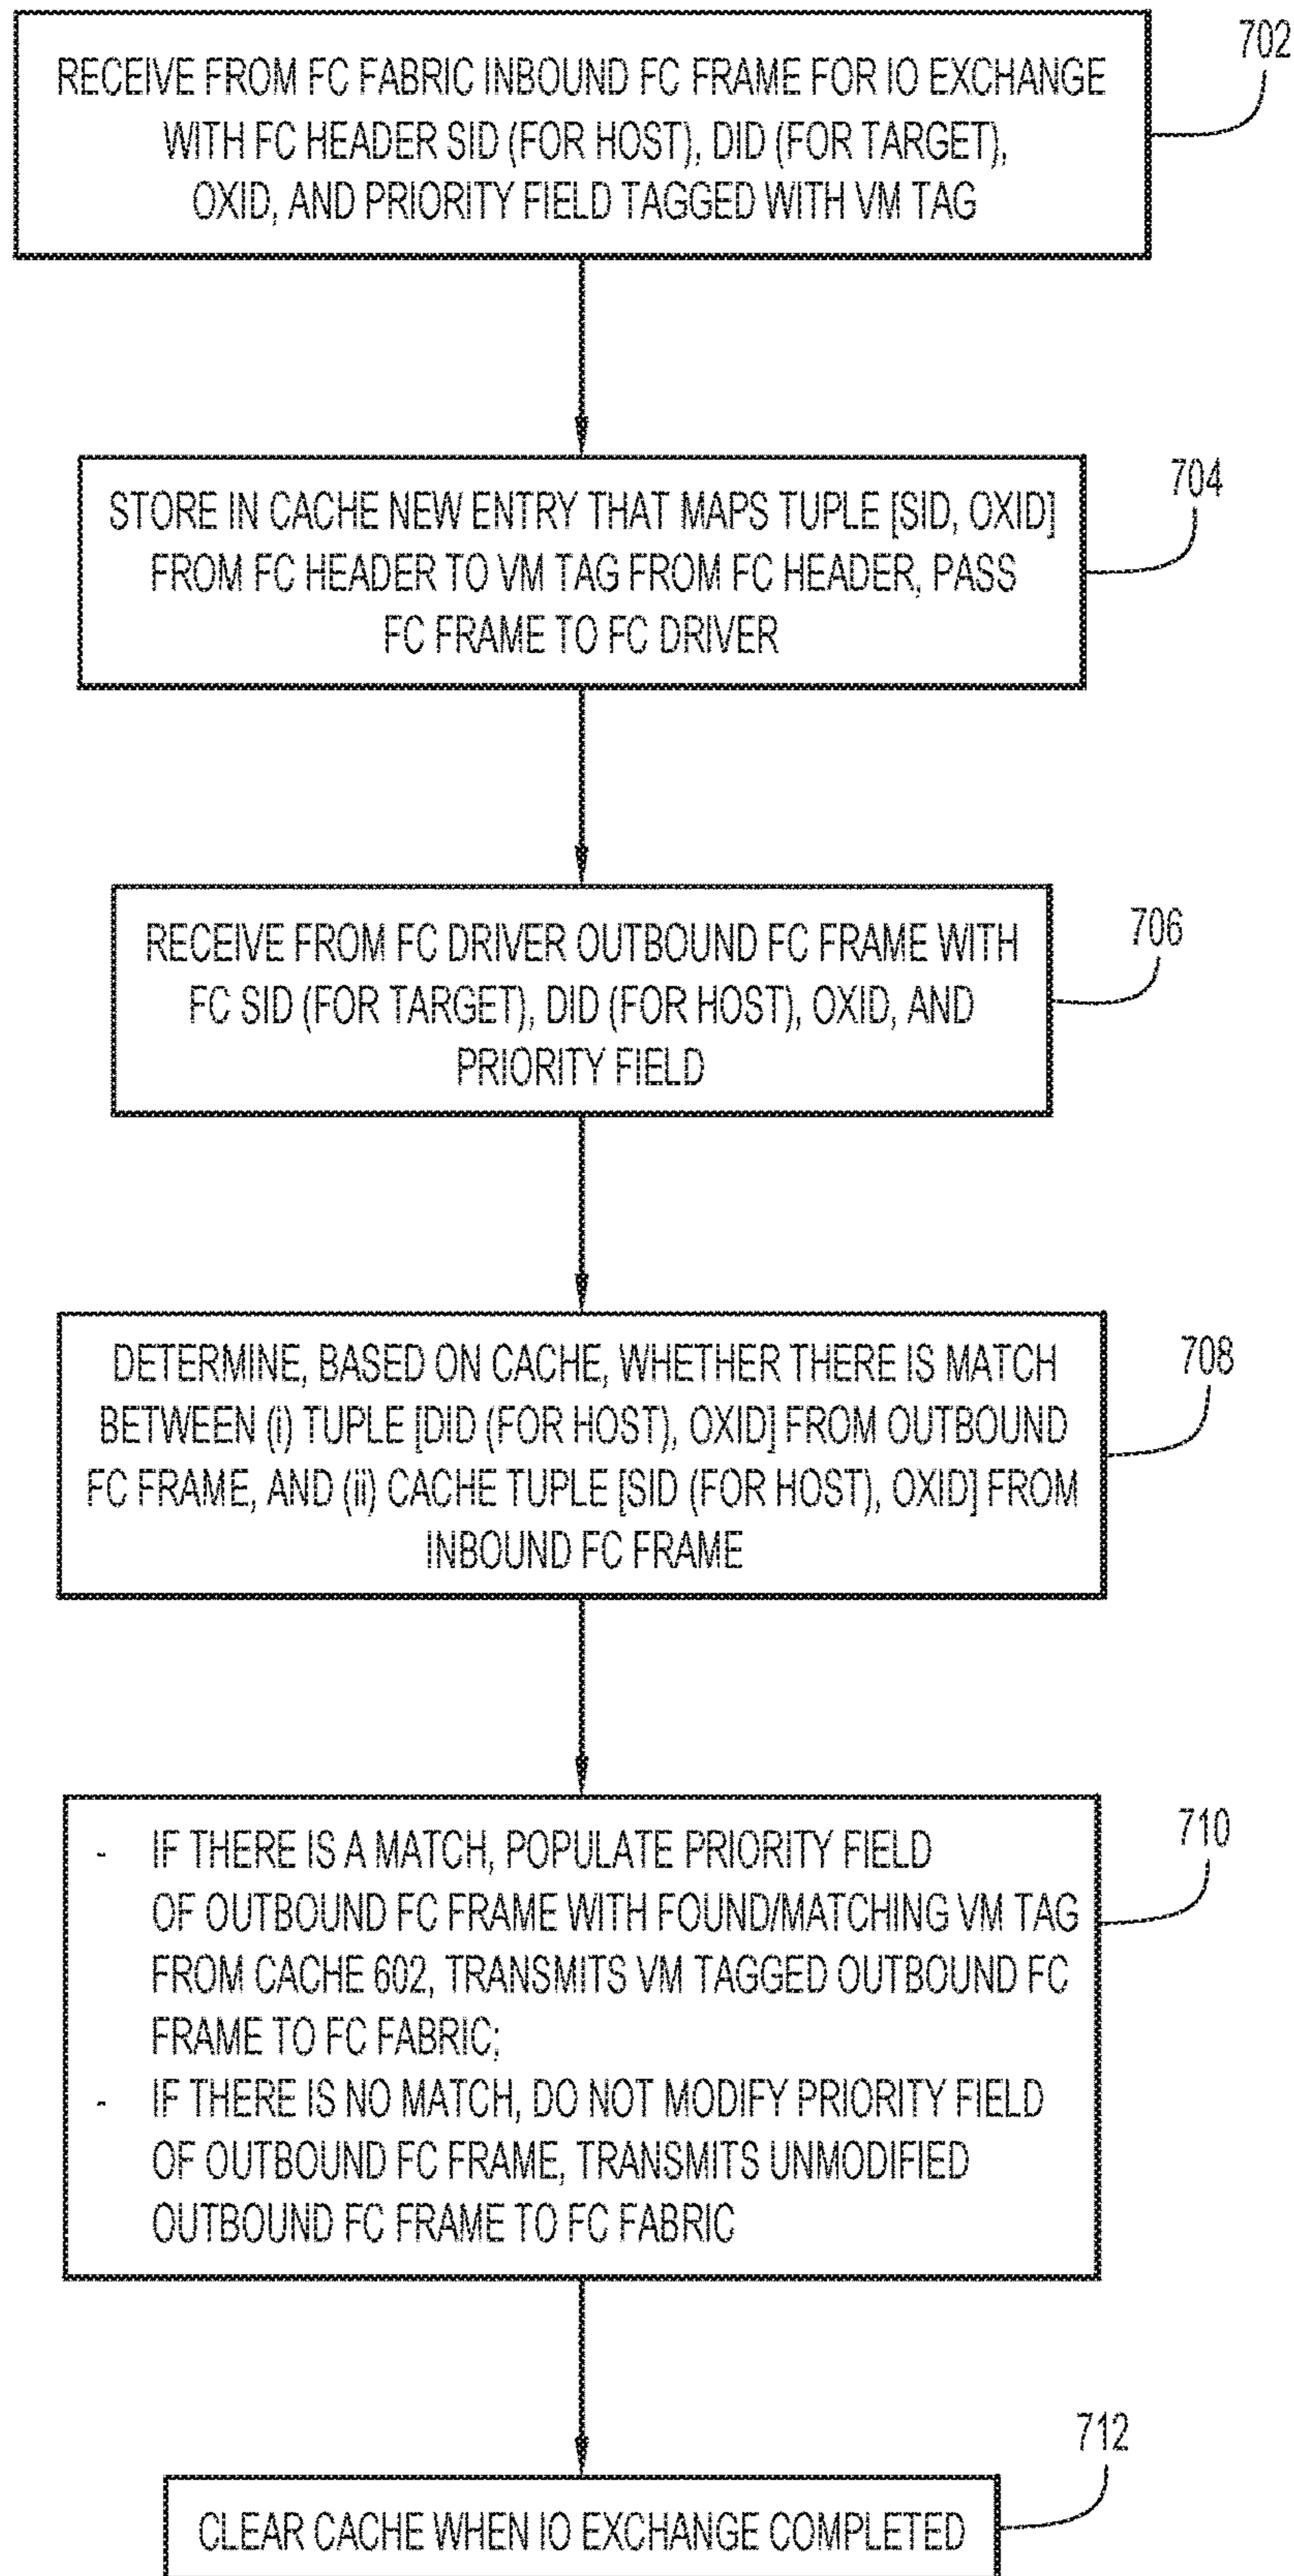 702
RECEIVE FROM FC FABRIC INBOUND FC FRAME FOR IO EXCHANGE
WITH FC HEADER SID (FOR HOST), DID (FOR TARGET),
OXID, AND PRIORITY FIELD TAGGED WITH VM TAG
704
STORE IN CACHE NEW ENTRY THAT MAPS TUPLE [SID, OXID]
FROM FC HEADER TO VM TAG FROM FC HEADER, PASS
FC FRAME TO FC DRIVER
706
RECEIVE FROM FC DRIVER OUTBOUND FC FRAME WITH
FC SID (FOR TARGET), DID (FOR HOST), OXID, AND
PRIORITY FIELD
708
DETERMINE, BASED ON CACHE, WHETHER THERE IS MATCH
BETWEEN (i) TUPLE [DID (FOR HOST), OXID] FROM OUTBOUND
FC FRAME, AND (ii) CACHE TUPLE [SID (FOR HOST), OXID] FROM
INBOUND FC FRAME
710
- IF THERE IS A MATCH, POPULATE PRIORITY FIELD
OF OUTBOUND FC FRAME WITH FOUND/MATCHING VM TAG
FROM CACHE 602, TRANSMITS VM TAGGED OUTBOUND FC
FRAME TO FC FABRIC;
- IF THERE IS NO MATCH, DO NOT MODIFY PRIORITY FIELD
OF OUTBOUND FC FRAME, TRANSMITS UNMODIFIED
OUTBOUND FC FRAME TO FC FABRIC
712
CLEAR CACHE WHEN IO EXCHANGE COMPLETED